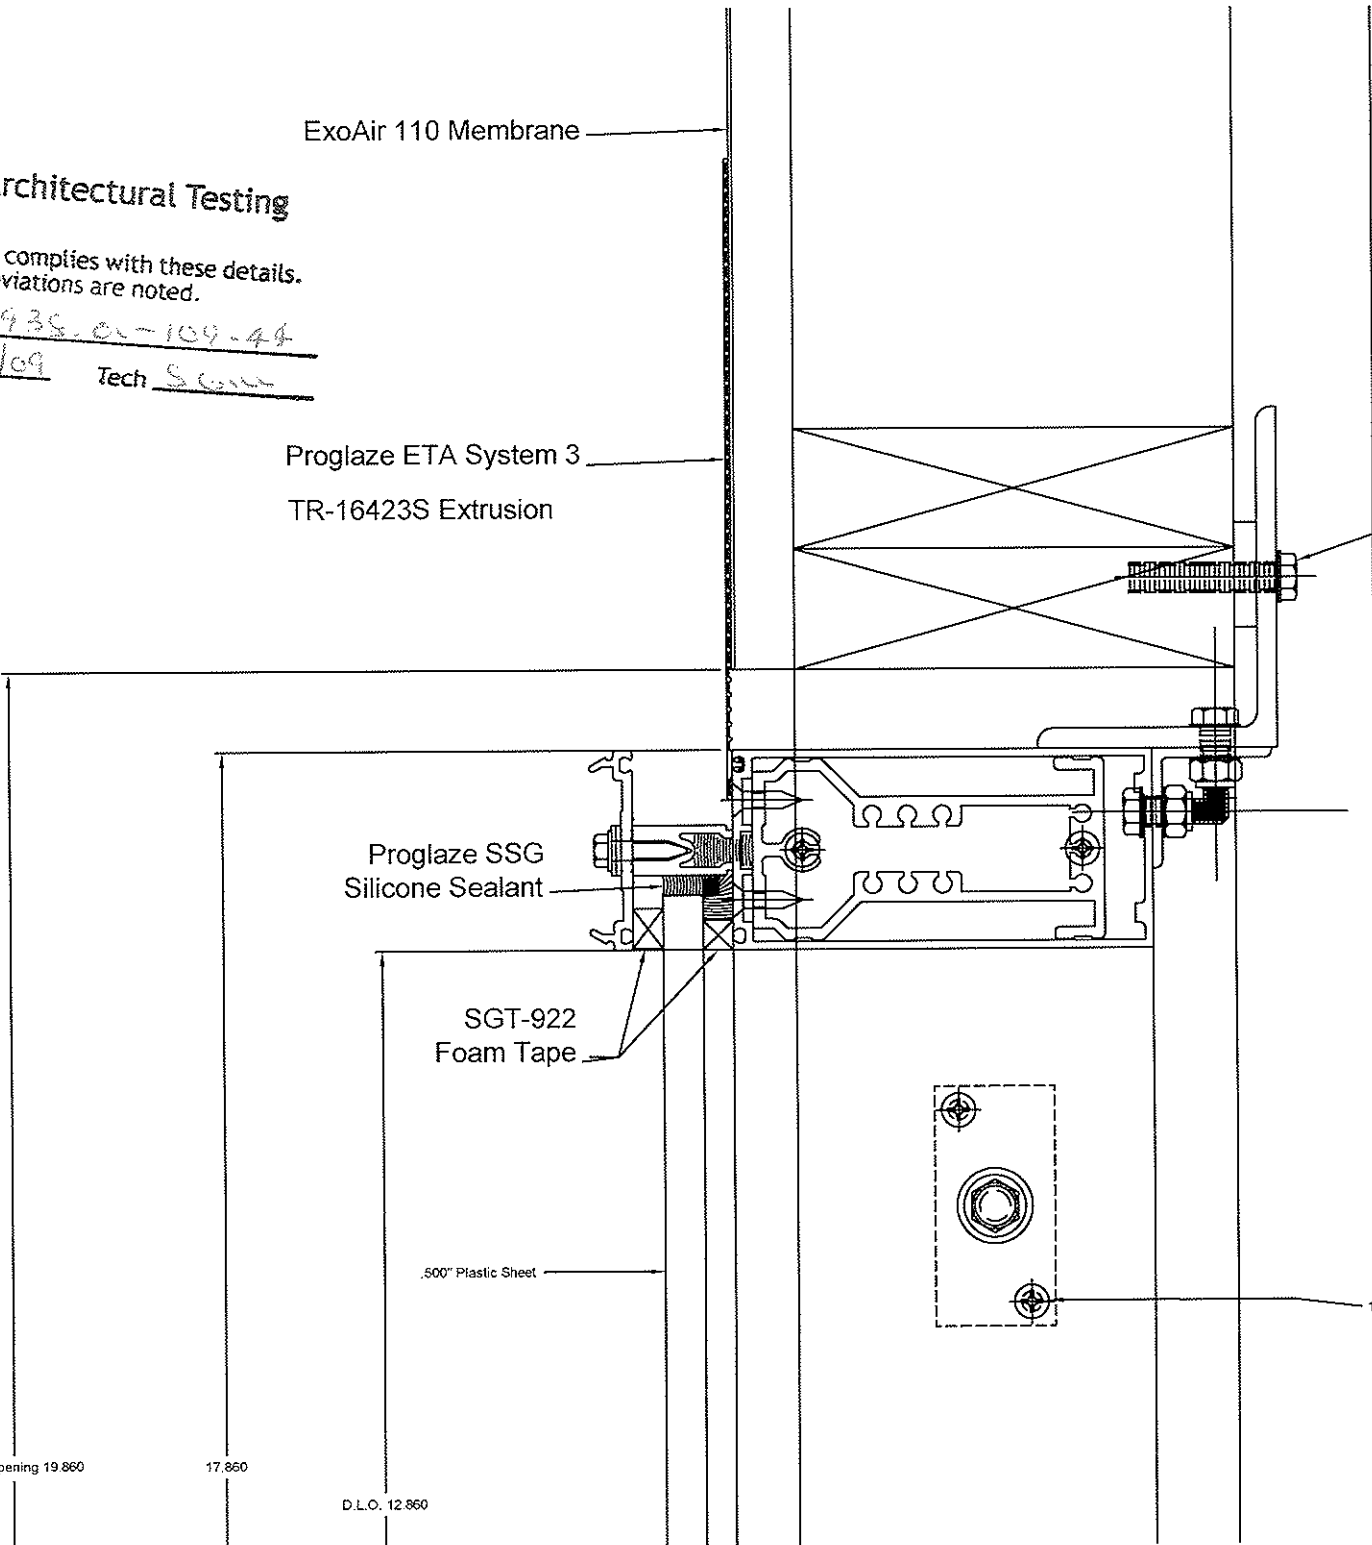 ExoAir 110 Membrane
Architectural Testing
complies with these details.
viations are noted.
Tech
Proglaze ETA System 3
TR-16423S Extrusion
Proglaze SSG
Silicone Sealant
SGT-922
Foam Tape
.500" Plastic Sheet
pening 19.860
17.860
D.L.O. 12.860